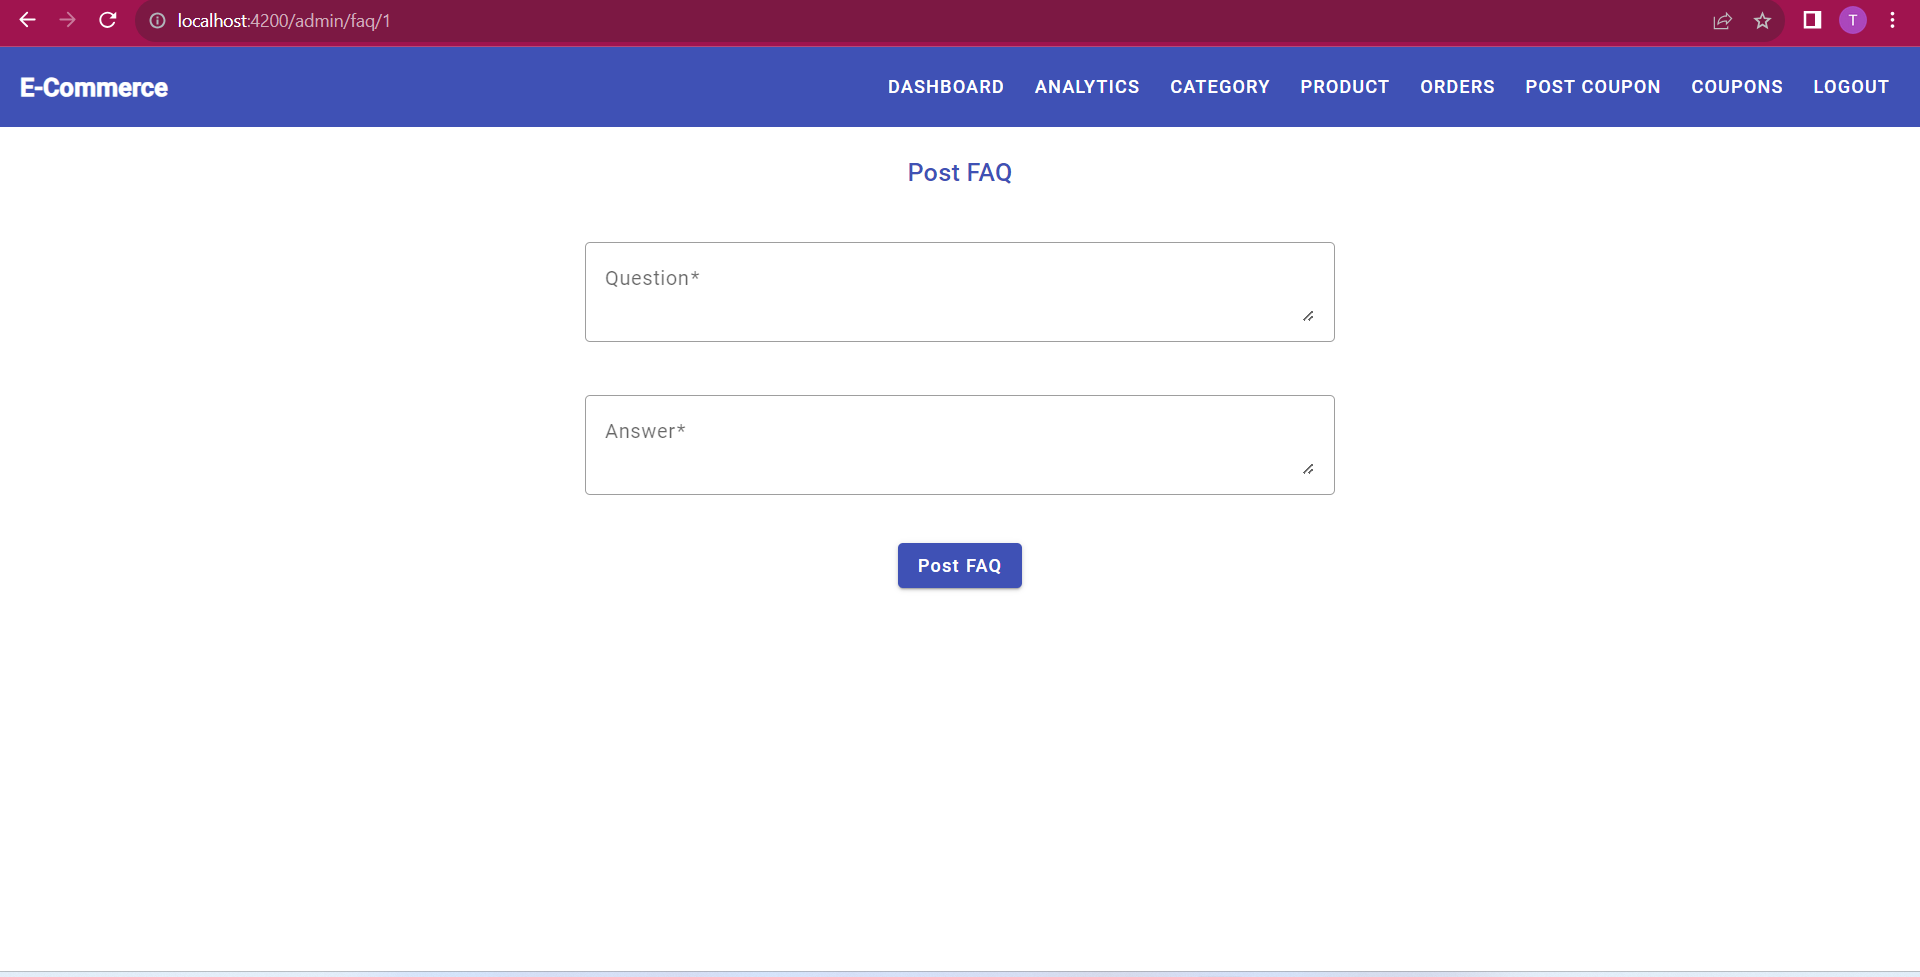 localhost:4200/admin/faq/1
T
E-Commerce DASHBOARD ANALYTICS CATEGORY PRODUCT ORDERS POST COUPON COUPONS LOGOUT
Post FAQ
Question*
Answer*
Post FAQ